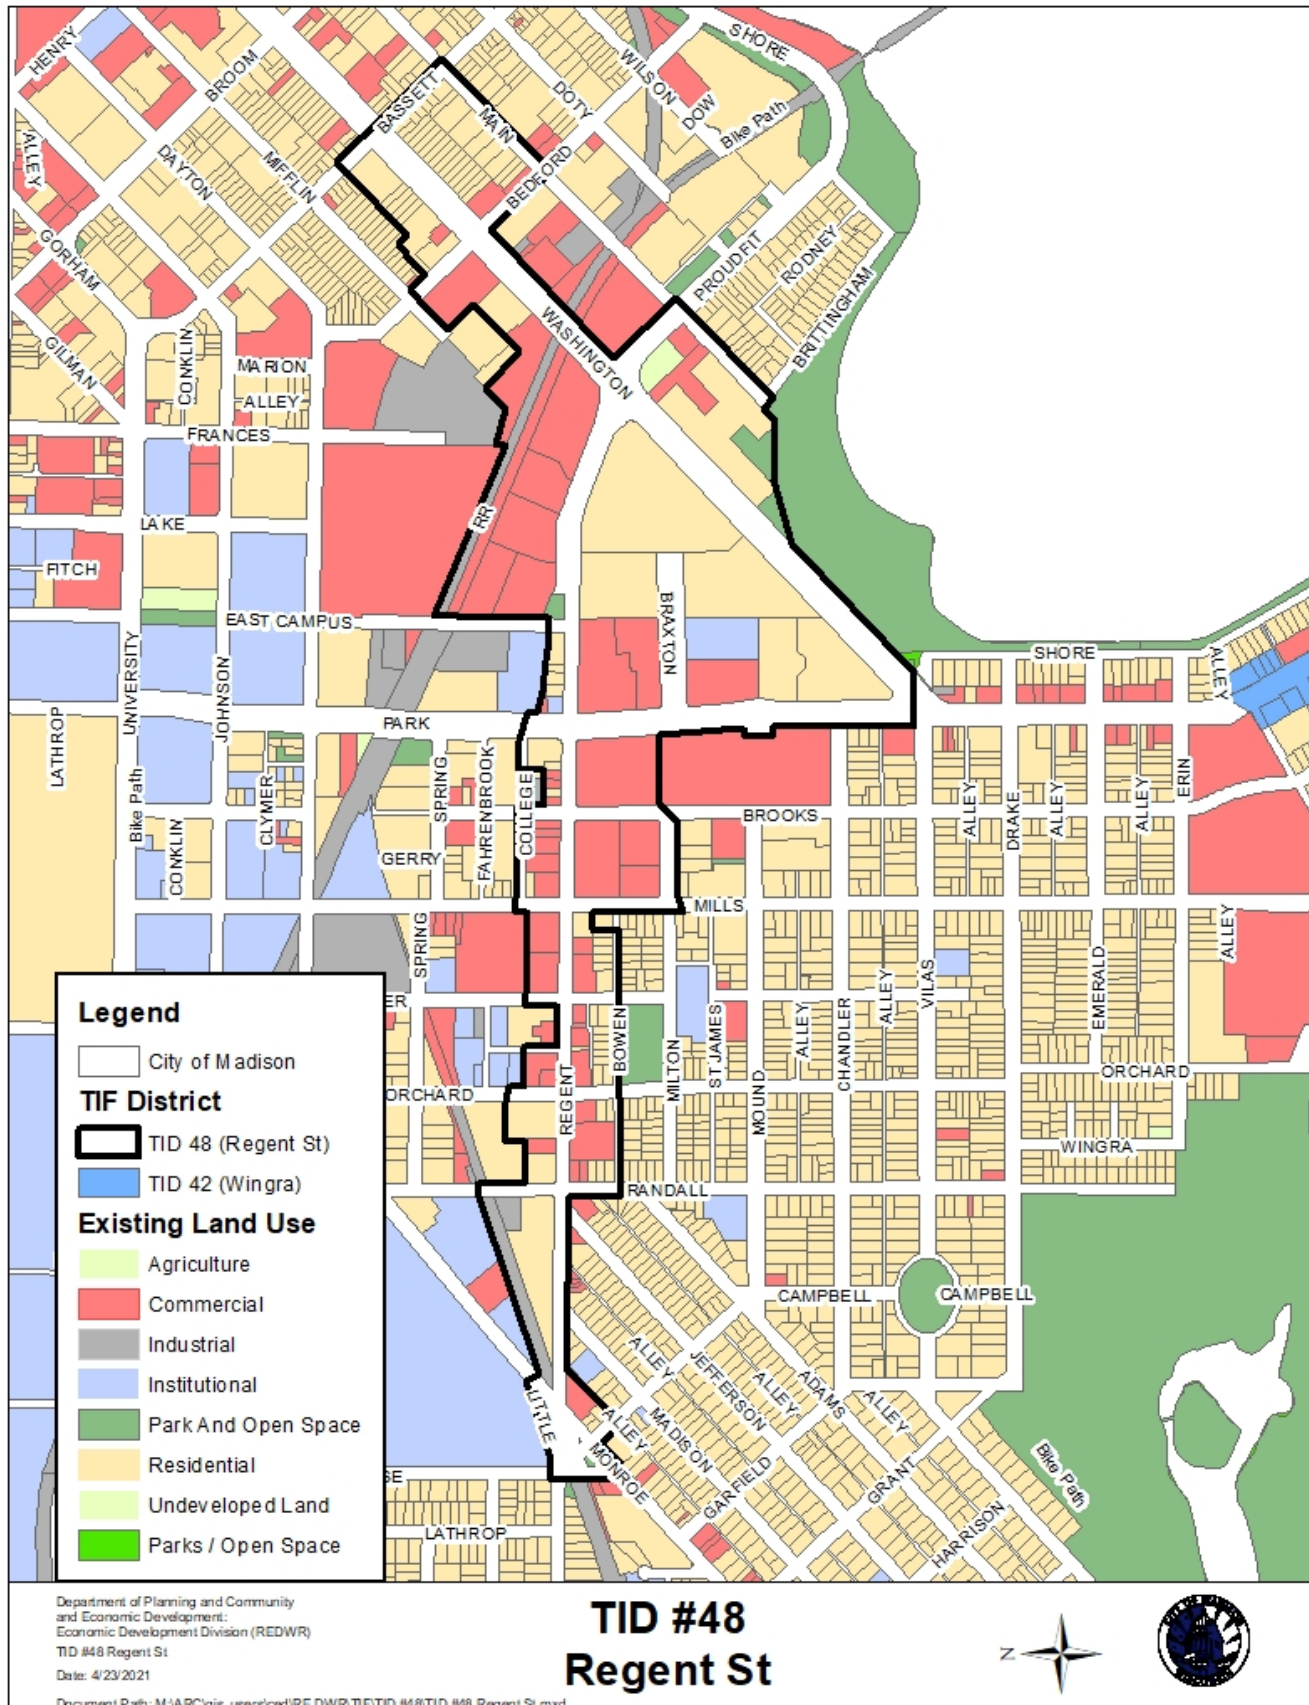 HENRY
BROOM
BASSETT
MAIN
WILSON
SHORE
DOTY
DOW
Bike Path
ALLEY
DAYTON
MIFFLIN
BEDFORD
GORHAM
PROUDFIT
RODNEY
BRITTINGHAM
GILMAN
CONKLIN
MARION
ALLEY
WASHINGTON
FRANCES
LAKE
RR
FITCH
EAST CAMPUS
BRAXTON
SHORE
ALLEY
UNIVERSITY
JOHNSON
LATHROP
PARK
SPRING
FAHRENBROOK
COLLEGE
Bike Path
CLYMER
CONKLIN
GERRY
BROOKS
ALLEY
DRAKE
ALLEY
ALLEY
ERIN
MILLS
SPRING
ALLEY
VILAS
EMERALD
ALLEY
ER
BOWEN
MILTON
ST JAMES
ALLEY
CHANDLER
ORCHARD
REGENT
MOUND
ORCHARD
WINGRA
RANDALL
CAMPBELL
CAMPBELL
ALLEY
JEFFERSON
ALLEY
ADAMS
ALLEY
LITTLE
ALLEY
MADISON
MONROE
GARFIELD
GRANT
HARRISON
Bike Path
SE
LATHROP
Legend
City of Madison
TIF District
TID 48 (Regent St)
TID 42 (Wingra)
Existing Land Use
Agriculture
Commercial
Industrial
Institutional
Park And Open Space
Residential
Undeveloped Land
Parks / Open Space
Department of Planning and Community
and Economic Development:
Economic Development Division (REDWR)
TID #48 Regent St
Date: 4/23/2021
TID #48
Regent St
N
CITY OF MADISON